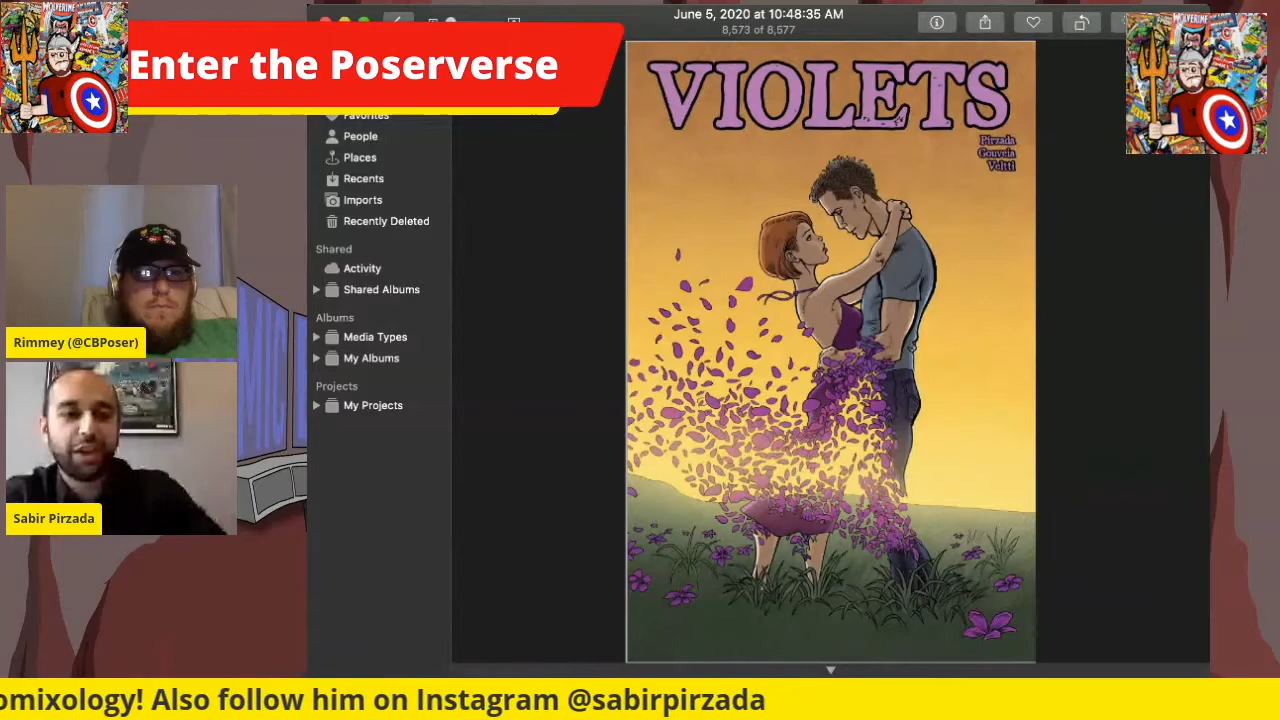 Enter the Poserverse
June 5, 2020 at 10:48:35 AM
8,573 of 8,577
Favorites
People
Places
Recents
Imports
Recently Deleted
Shared
Activity
Shared Albums
Albums
Media Types
My Albums
Projects
My Projects
VIOLETS
Pirzada
Gouveia
Veltti
Rimmey (@CBPoser)
Sabir Pirzada
omixology! Also follow him on Instagram @sabirpirzada